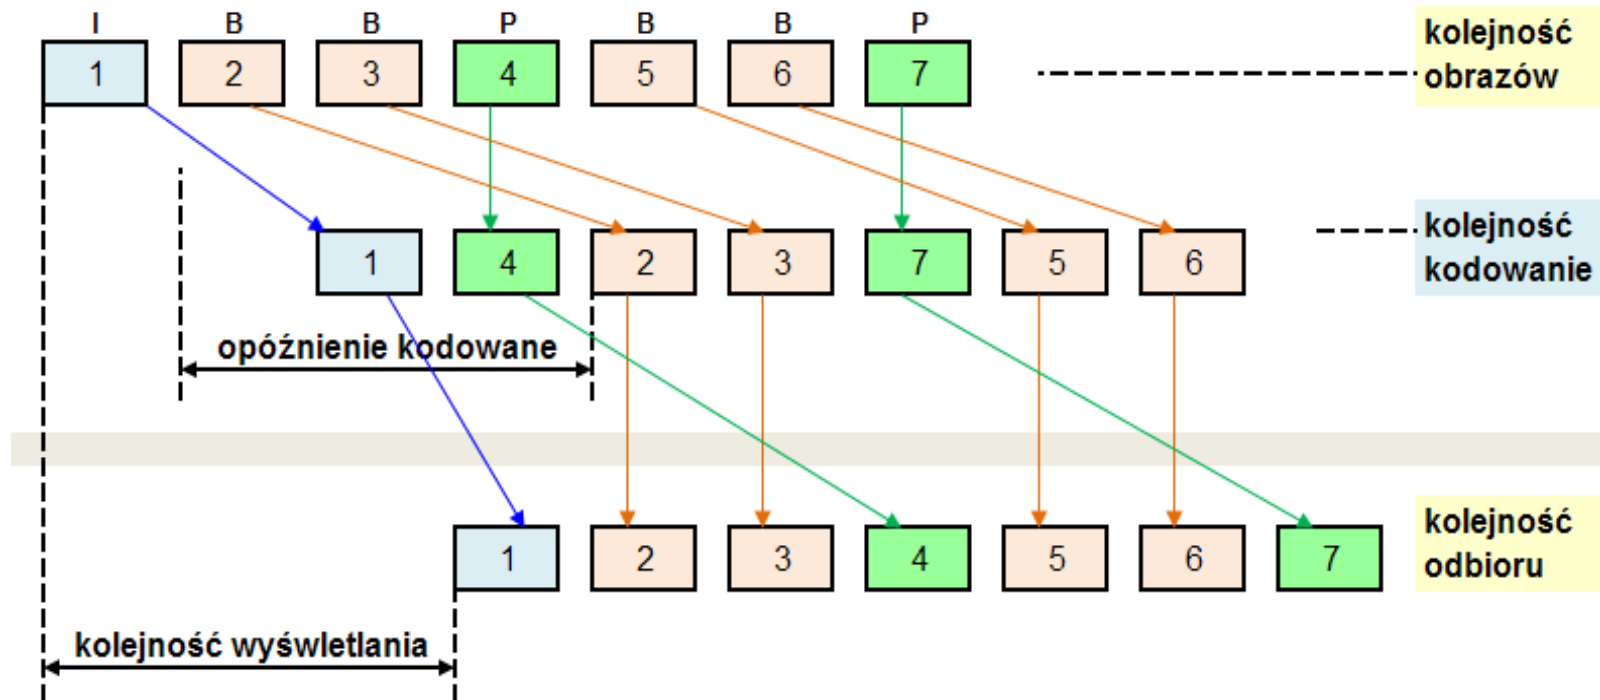 I B B P B B P
1 2 3 4 5 6 7
kolejność
obrazów
1 4 2 3 7 5 6
kolejność
kodowanie
opóźnienie kodowane
1 2 3 4 5 6 7
kolejność
odbioru
kolejność wyśwletlania